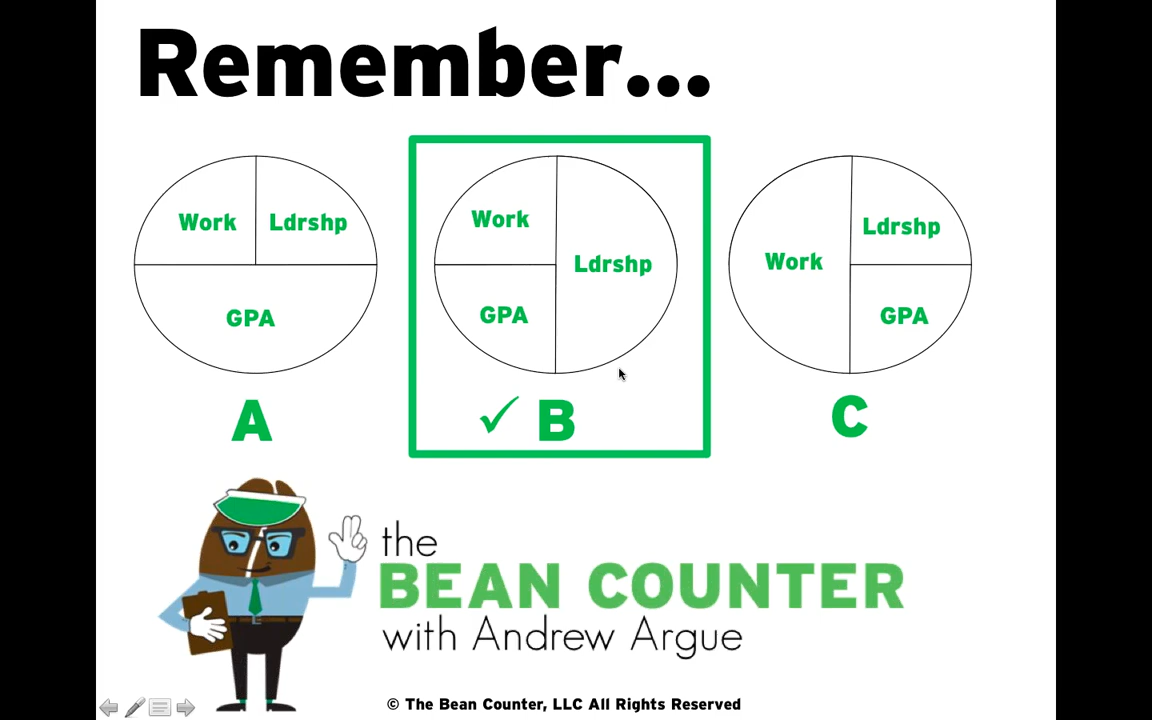 Remember...
Work
Ldrshp
GPA
A
Work
Ldrshp
GPA
✓ B
Work
Ldrshp
GPA
C
the
BEAN COUNTER
with Andrew Argue
© The Bean Counter, LLC All Rights Reserved